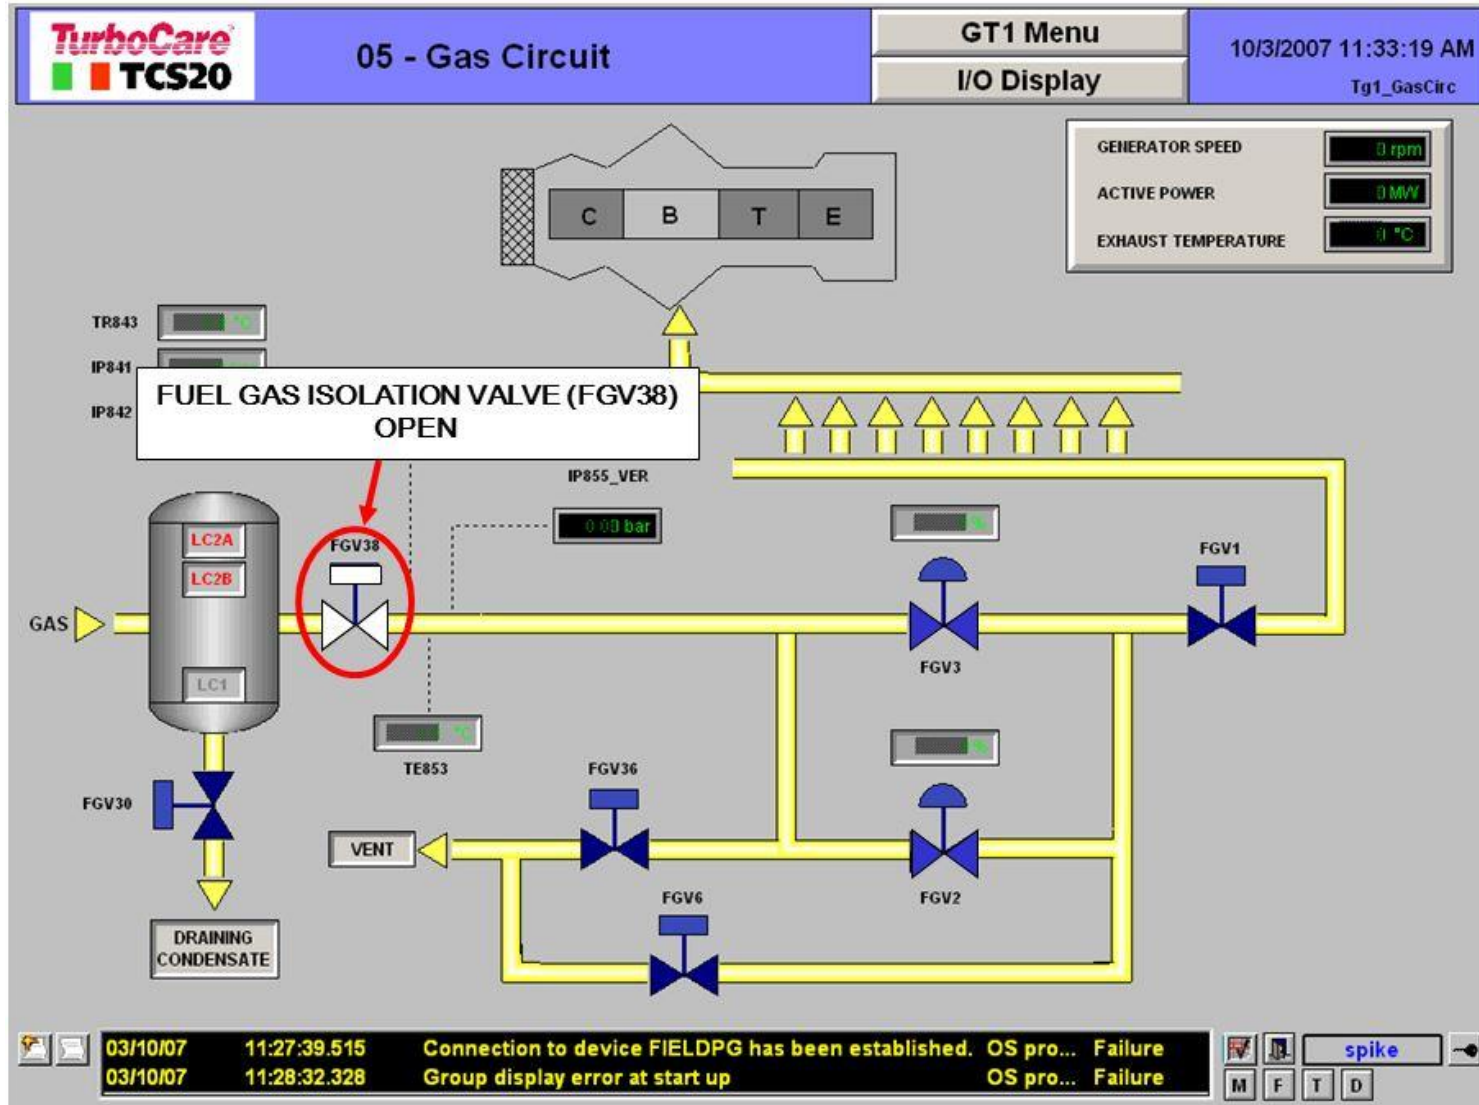 TurboCare
TCS20
05 - Gas Circuit
GT1 Menu
I/O Display
10/3/2007 11:33:19 AM
Tg1_GasCirc
GENERATOR SPEED
0 rpm
ACTIVE POWER
0 MW
EXHAUST TEMPERATURE
0 °C
C B T E
TR843
°C
IP841
IP842
FUEL GAS ISOLATION VALVE (FGV38)
OPEN
IP855_VER
0.00 bar
LC2A
LC2B
LC1
FGV38
%
FGV1
GAS
FGV3
°C
TE853
%
FGV36
FGV30
VENT
FGV6
FGV2
DRAINING
CONDENSATE
03/10/07 11:27:39.515 Connection to device FIELDPG has been established. OS pro... Failure
03/10/07 11:28:32.328 Group display error at start up OS pro... Failure
spike
M F T D